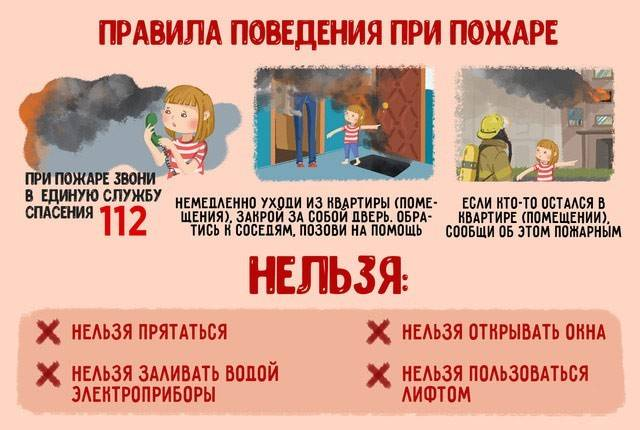 ПРАВИЛА ПОВЕДЕНИЯ ПРИ ПОЖАРЕ
ПРИ ПОЖАРЕ ЗВОНИ
В ЕДИНУЮ СЛУЖБУ
СПАСЕНИЯ 112
НЕМЕДЛЕННО УХОДИ ИЗ КВАРТИРЫ (ПОМЕ-
ЩЕНИЯ), ЗАКРОЙ ЗА СОБОЙ ДВЕРЬ. ОБРА-
ТИСЬ К СОСЕДЯМ, ПОЗОВИ НА ПОМОЩЬ
ЕСЛИ КТО-ТО ОСТАЛСЯ В
КВАРТИРЕ (ПОМЕЩЕНИИ),
СООБЩИ ОБ ЭТОМ ПОЖАРНЫМ
НЕЛЬЗЯ:
НЕЛЬЗЯ ПРЯТАТЬСЯ
НЕЛЬЗЯ ЗАЛИВАТЬ ВОДОЙ
ЭЛЕКТРОПРИБОРЫ
НЕЛЬЗЯ ОТКРЫВАТЬ ОКНА
НЕЛЬЗЯ ПОЛЬЗОВАТЬСЯ
ЛИФТОМ